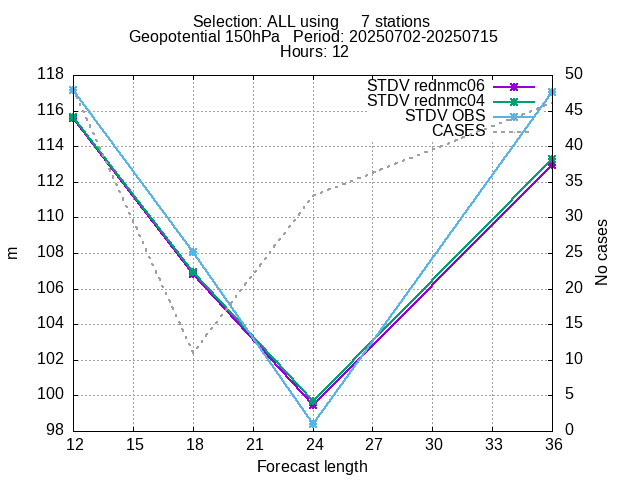 Selection: ALL using     7 stations
Geopotential 150hPa   Period: 20250702-20250715
Hours: 12
STDV rednmc06
STDV rednmc04
STDV OBS
CASES
118
116
114
112
110
108
106
104
102
100
98
50
45
40
35
30
25
20
15
10
5
0
m
No cases
12 15 18 21 24 27 30 33 36
Forecast length